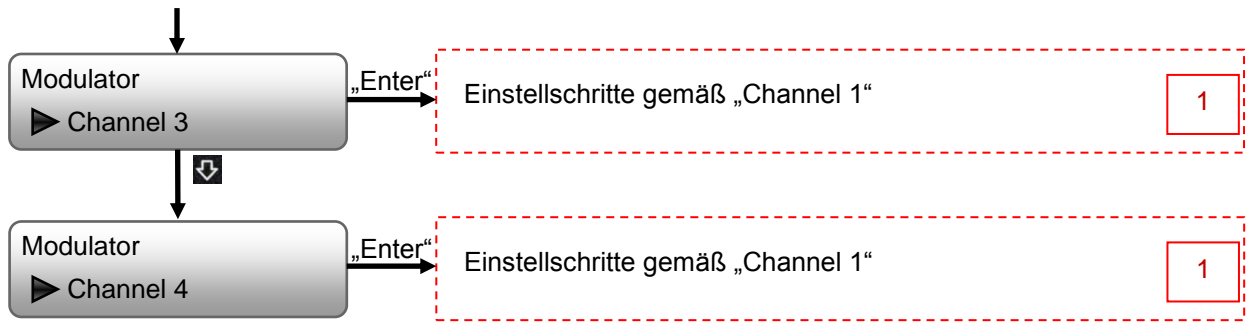 Modulator
Channel 3
„Enter“
Einstellschritte gemäß „Channel 1“
1
Modulator
Channel 4
„Enter“
Einstellschritte gemäß „Channel 1“
1